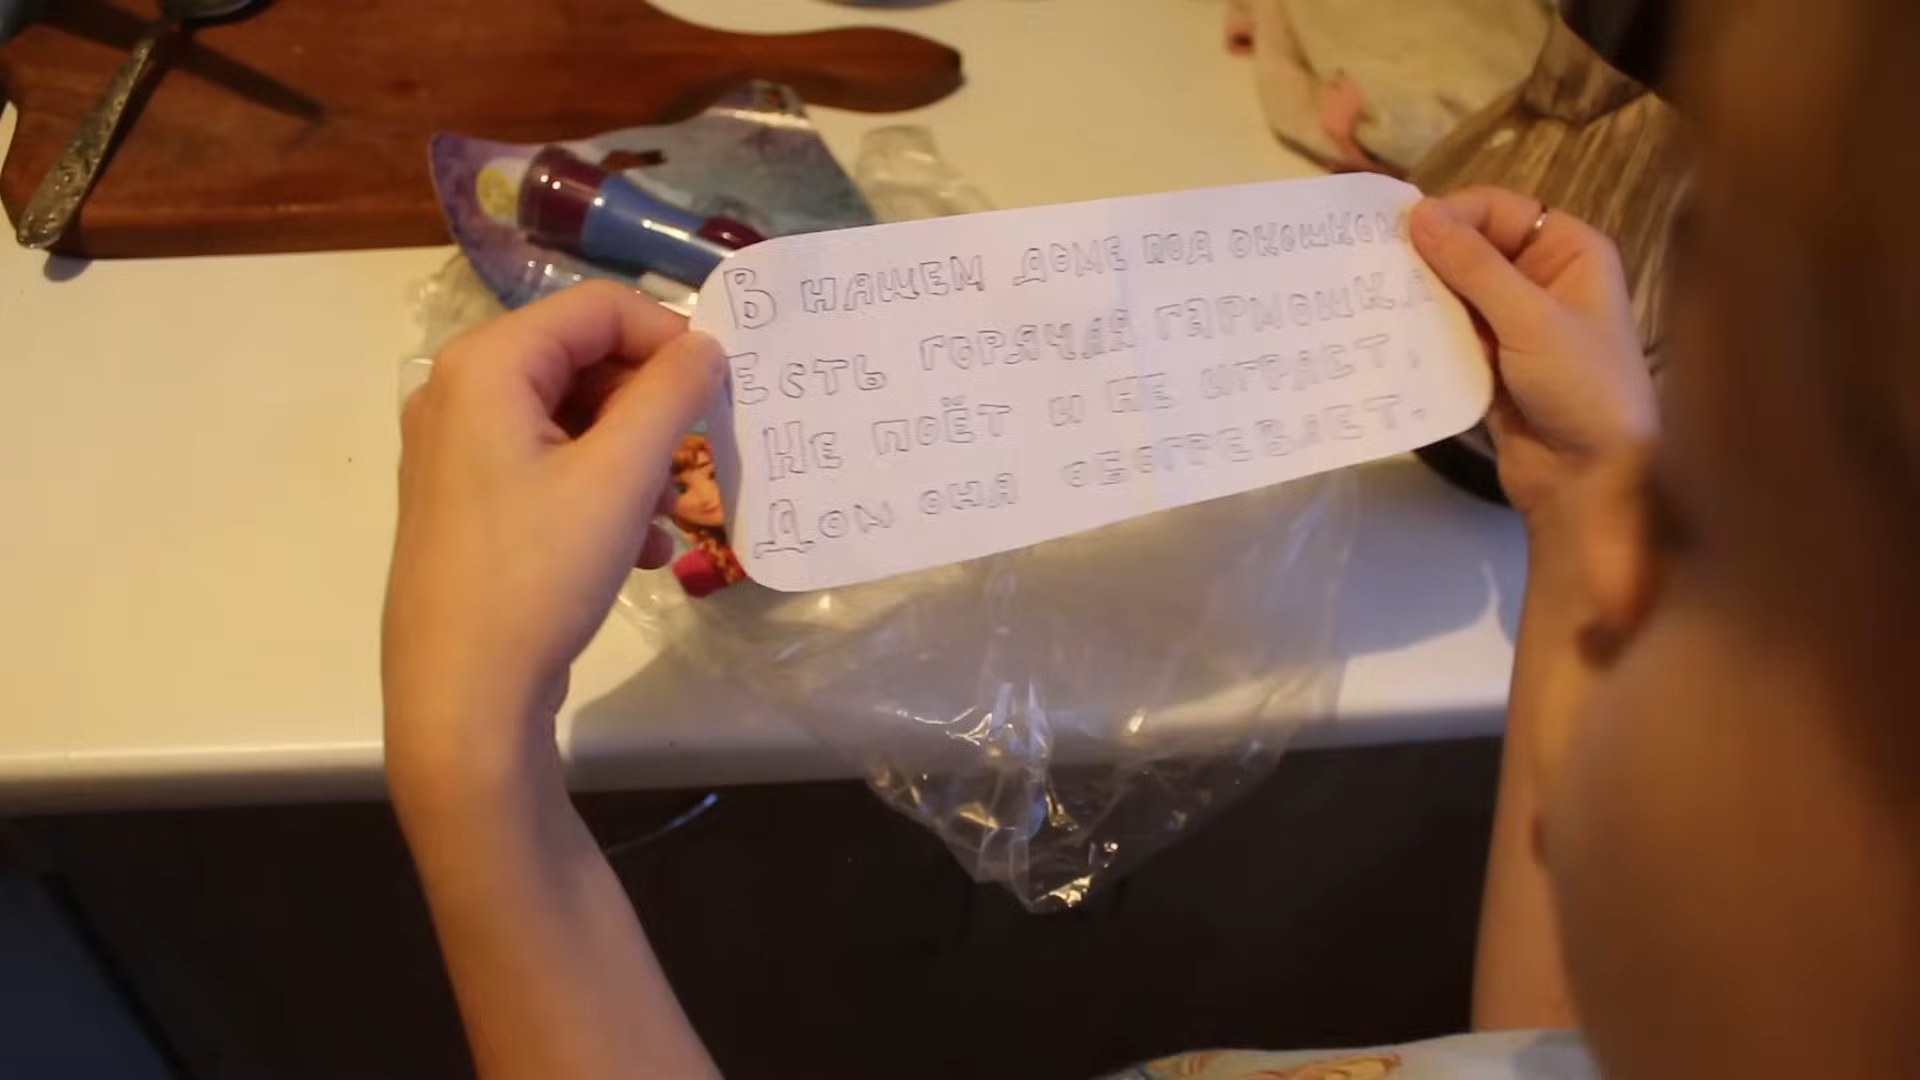 В НАШЕМ ДОМЕ ПОД ОКОШКОМ
ЕСТЬ ГОРЯЧАЯ ГАРМОШКА
НЕ ПОЁТ И НЕ ИГРАЕТ,
ДОМ ОНА ОБОГРЕВАЕТ.